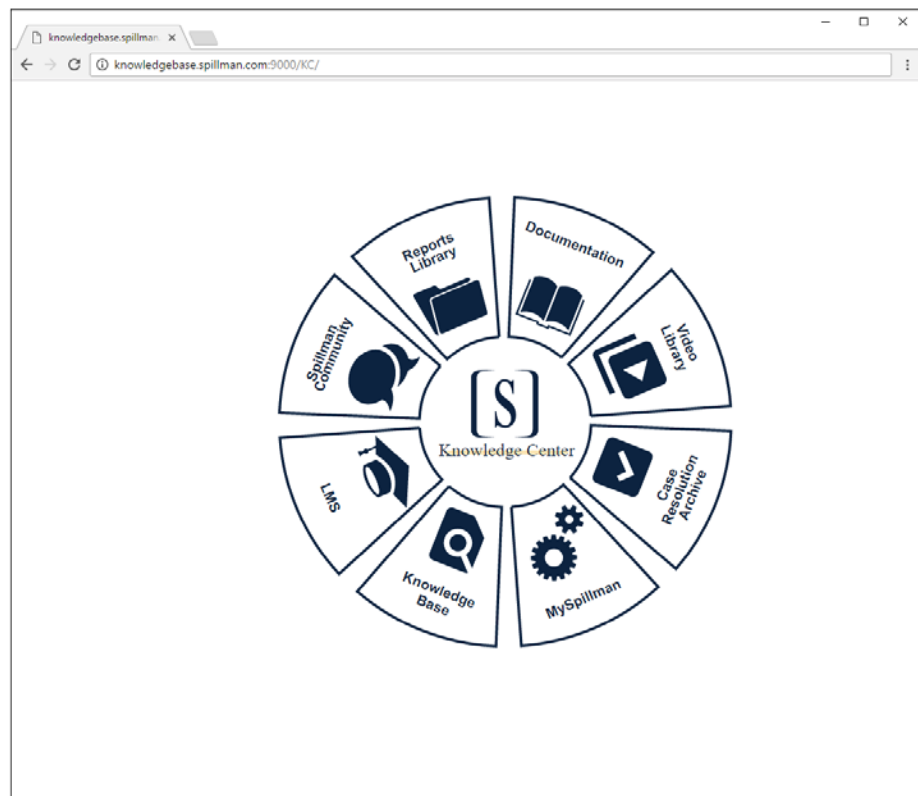 knowledgebase.spillman.
knowledgebase.spillman.com:9000/KC/
Reports
Library
Documentation
Spillman
Community
Video
Library
S
Knowledge Center
LMS
Case
Resolution
Archive
Knowledge
Base
MySpillman